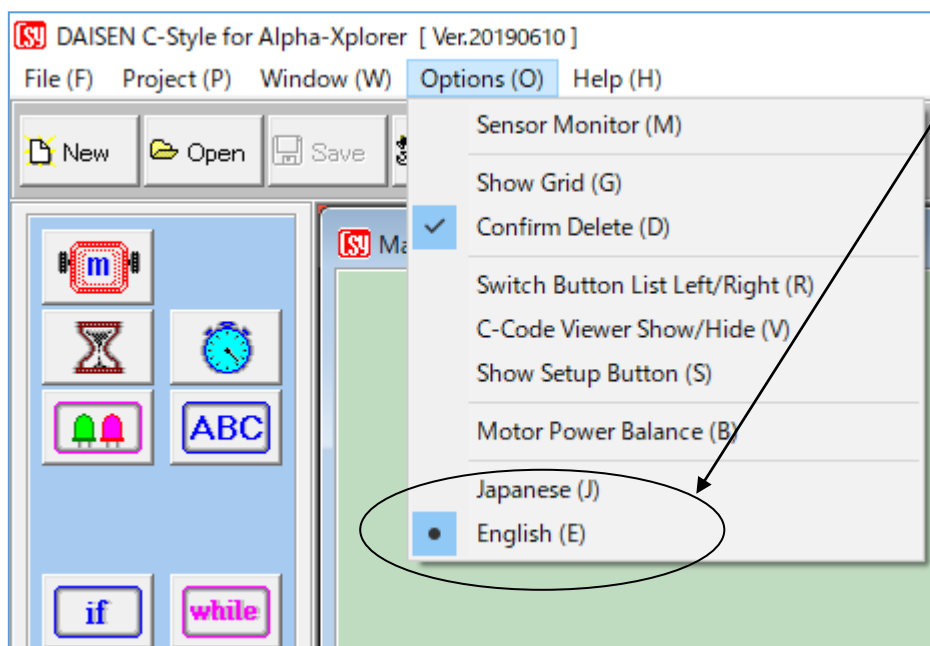 DAISEN C-Style for Alpha-Xplorer [ Ver.20190610 ]
File (F) Project (P) Window (W) Options (O) Help (H)
New Open Save
Sensor Monitor (M)
Show Grid (G)
Confirm Delete (D)
Switch Button List Left/Right (R)
C-Code Viewer Show/Hide (V)
Show Setup Button (S)
Motor Power Balance (B)
Japanese (J)
English (E)
m
ABC
if while